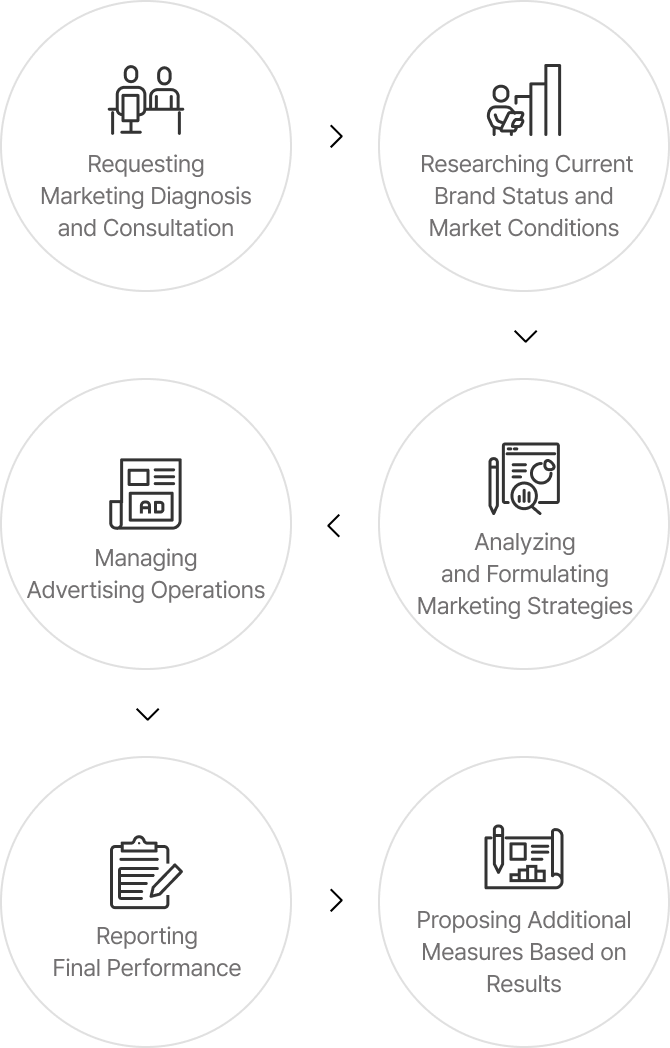 Requesting
Marketing Diagnosis
and Consultation
Researching Current
Brand Status and
Market Conditions
Analyzing
and Formulating
Marketing Strategies
AD
Managing
Advertising Operations
Reporting
Final Performance
Proposing Additional
Measures Based on
Results